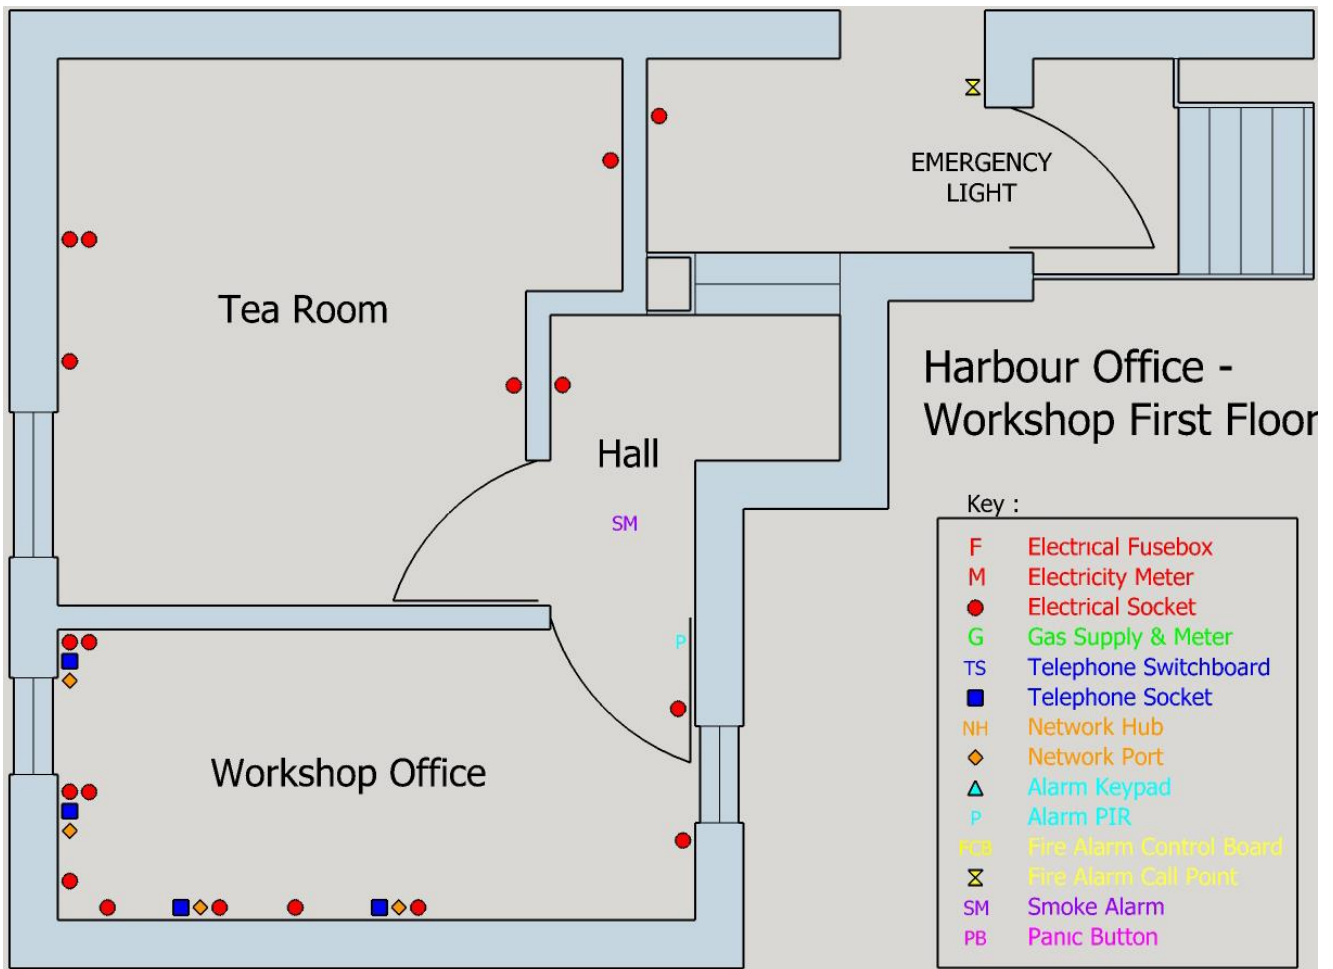 EMERGENCY
LIGHT
Tea Room
Harbour Office -
Workshop First Floor
Hall
SM
Key :
F Electrical Fusebox
M Electricity Meter
Electrical Socket
G Gas Supply & Meter
TS Telephone Switchboard
Telephone Socket
NH Network Hub
Network Port
Alarm Keypad
P Alarm PIR
FCB Fire Alarm Control Board
Fire Alarm Call Point
SM Smoke Alarm
PB Panic Button
P
Workshop Office